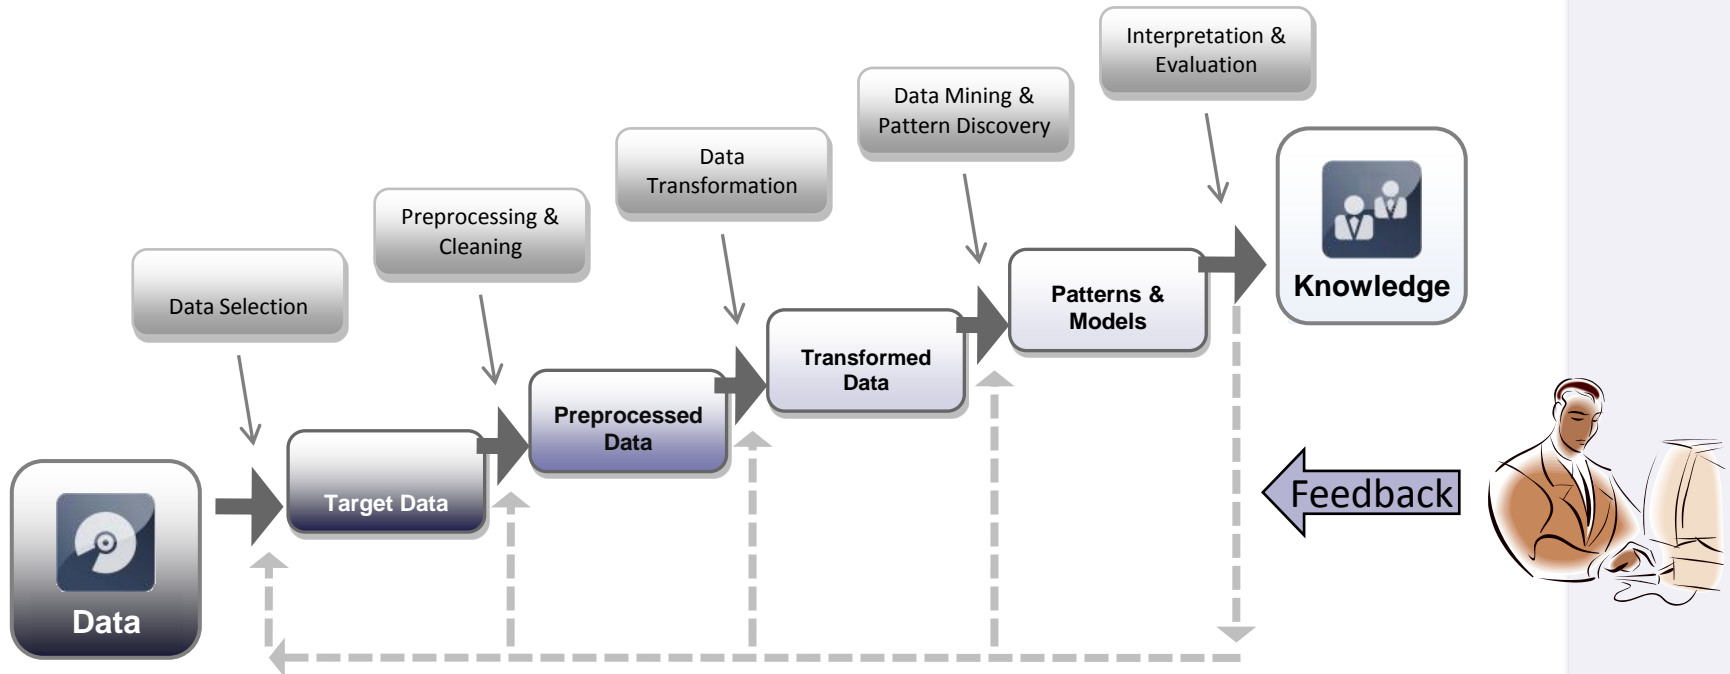 Interpretation &
Evaluation
Data Mining &
Pattern Discovery
Data
Transformation
Preprocessing &
Cleaning
Data Selection
Knowledge
Patterns &
Models
Transformed
Data
Preprocessed
Data
Target Data
Data
Feedback